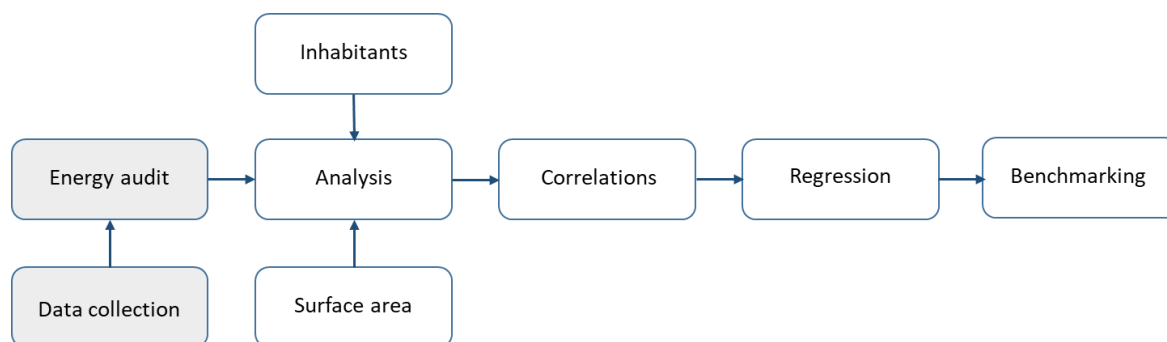 Inhabitants
Energy audit
Analysis
Correlations
Regression
Benchmarking
Data collection
Surface area